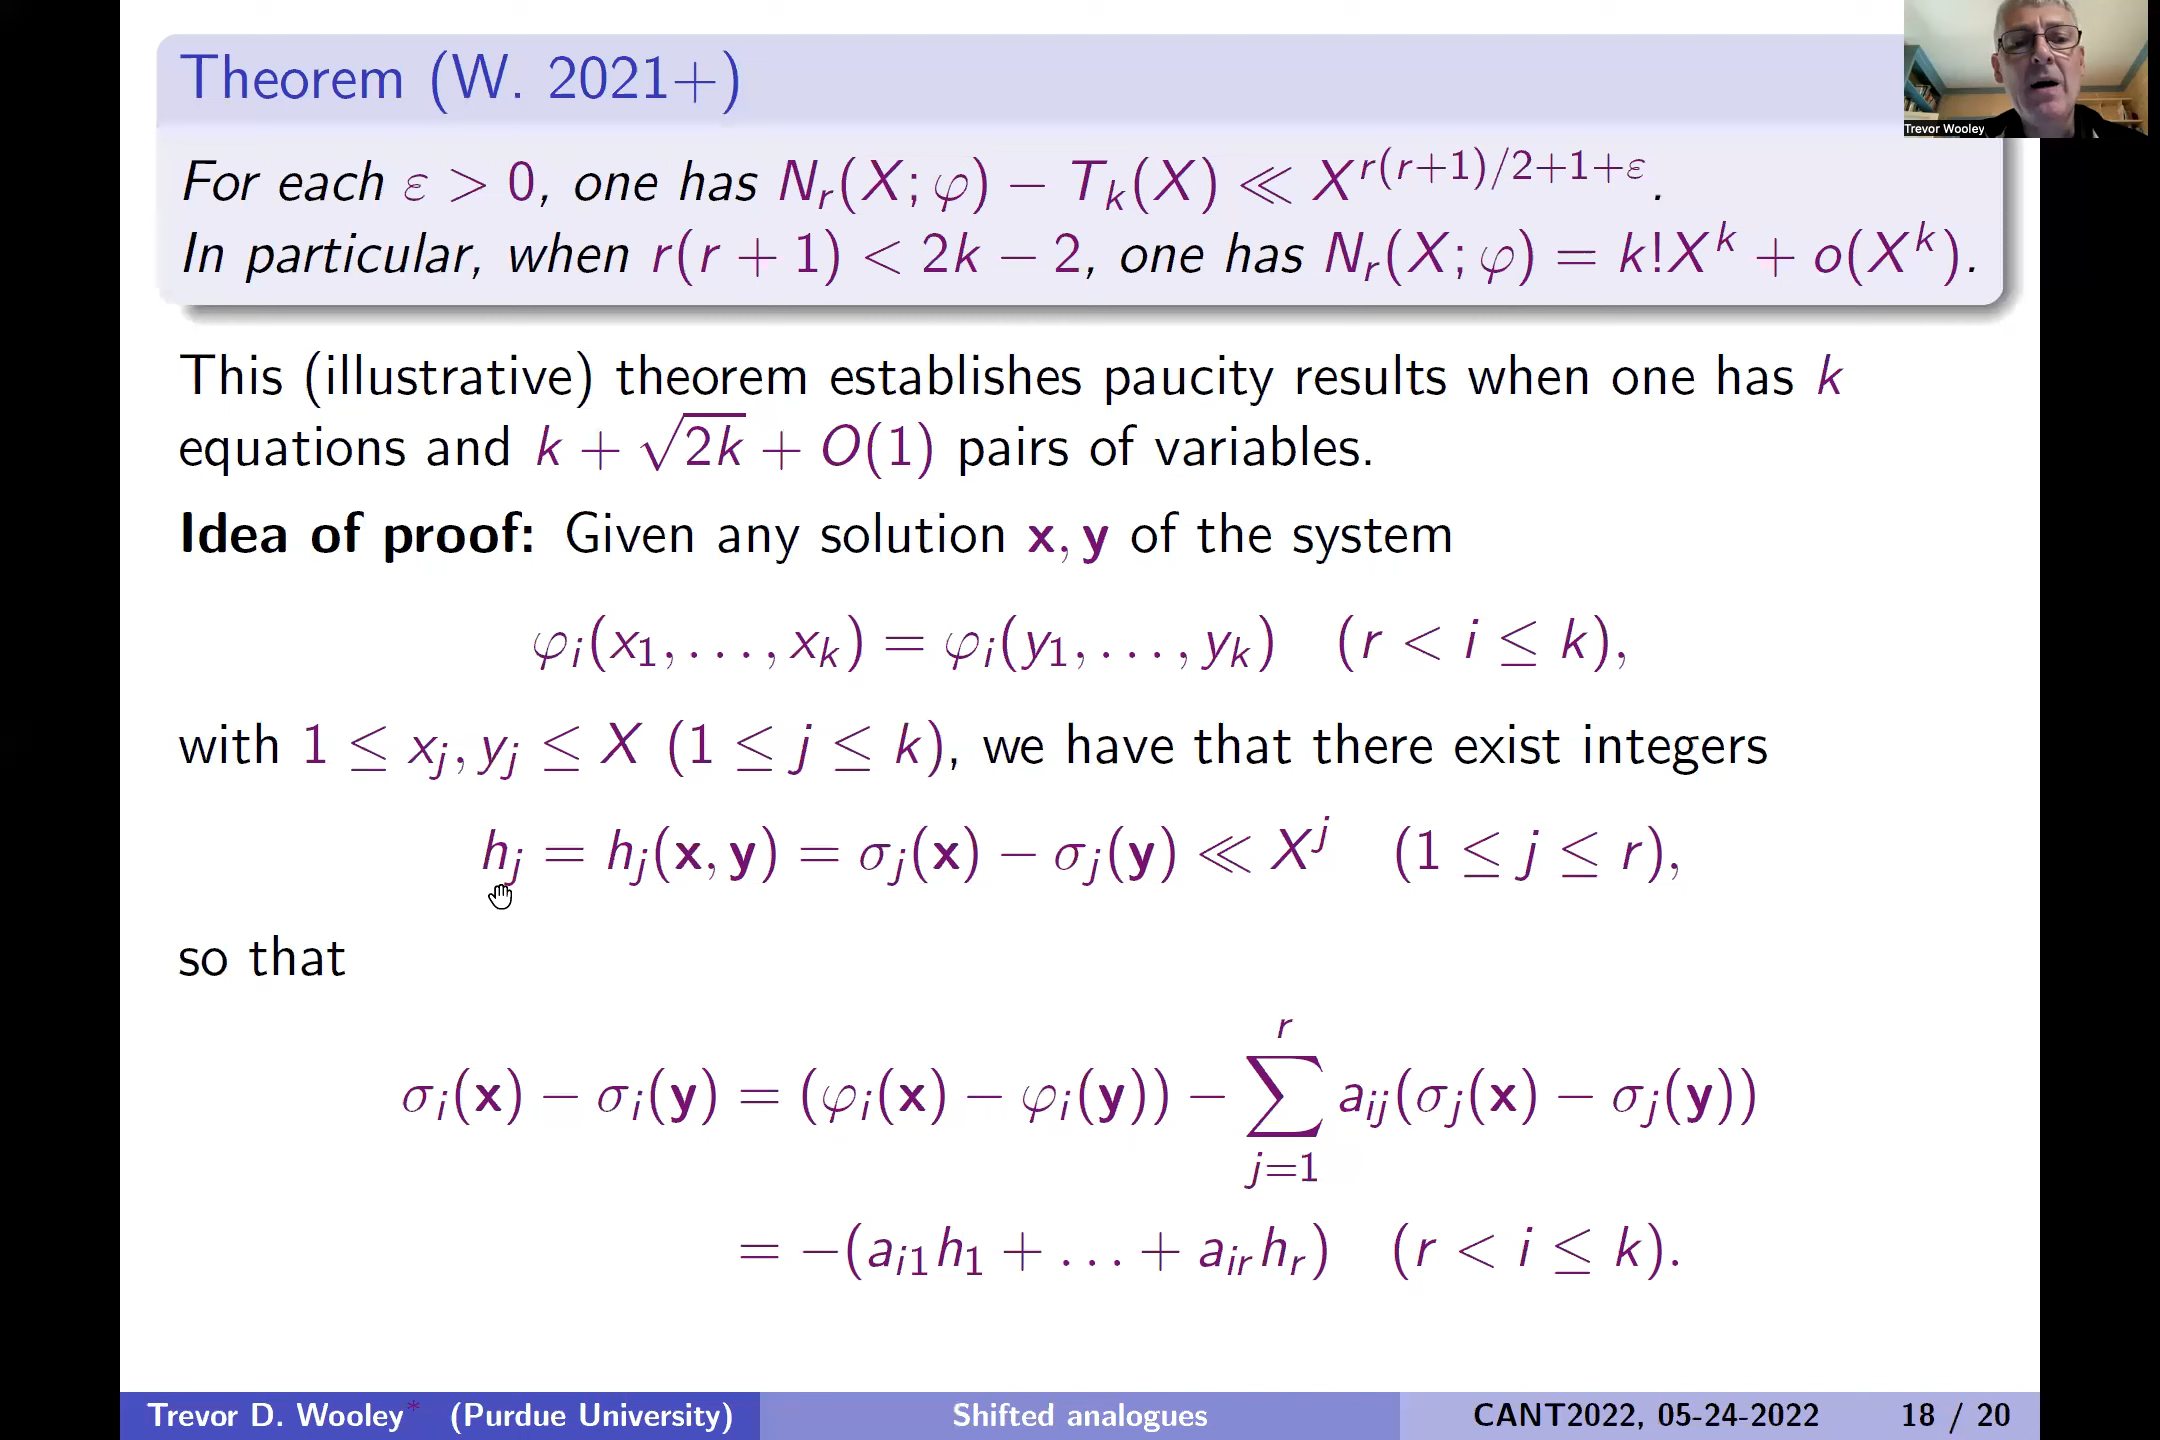 Theorem (W. 2021+)
Trevor Wooley
For each ε > 0, one has N_r(X; φ) − T_k(X) ≪ X^{r(r+1)/2+1+ε}.
In particular, when r(r + 1) < 2k − 2, one has N_r(X; φ) = k!X^k + o(X^k).
This (illustrative) theorem establishes paucity results when one has k
equations and k + √2k + O(1) pairs of variables.
Idea of proof: Given any solution x, y of the system
φ_i(x_1, . . . , x_k) = φ_i(y_1, . . . , y_k) (r < i ≤ k),
with 1 ≤ x_j, y_j ≤ X (1 ≤ j ≤ k), we have that there exist integers
h_j = h_j(x, y) = σ_j(x) − σ_j(y) ≪ X^j (1 ≤ j ≤ r),
so that
σ_i(x) − σ_i(y) = (φ_i(x) − φ_i(y)) − ∑_{j=1}^{r} a_{ij}(σ_j(x) − σ_j(y))
= −(a_{i1}h_1 + . . . + a_{ir}h_r) (r < i ≤ k).
Trevor D. Wooley* (Purdue University) Shifted analogues CANT2022, 05-24-2022 18 / 20